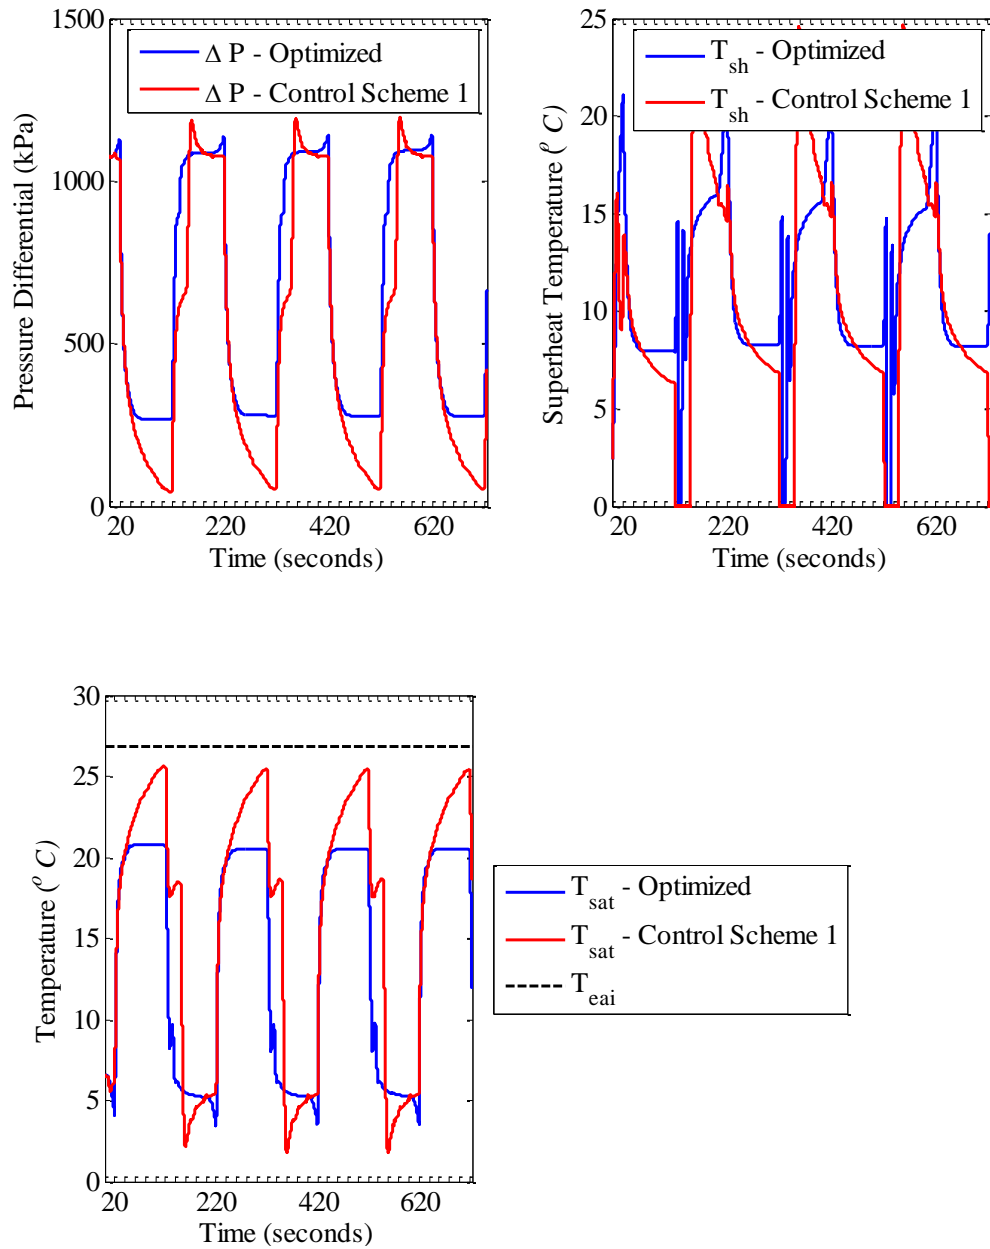 1500
1000
500
0
Pressure Differential (kPa)
Δ P - Optimized
Δ P - Control Scheme 1
20 220 420 620
Time (seconds)
25
20
15
10
5
0
Superheat Temperature (º C)
T_sh - Optimized
T_sh - Control Scheme 1
20 220 420 620
Time (seconds)
30
25
20
15
10
5
0
Temperature (º C)
20 220 420 620
Time (seconds)
T_sat - Optimized
T_sat - Control Scheme 1
T_eai